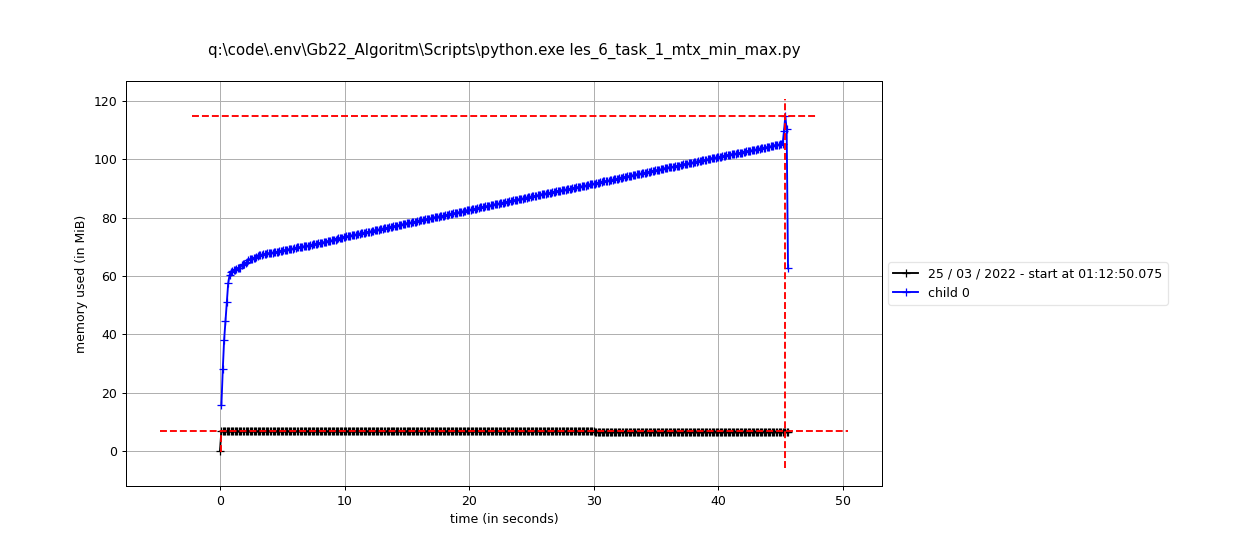 q:\code\.env\Gb22_Algoritm\Scripts\python.exe les_6_task_1_mtx_min_max.py
memory used (in MiB)
120
100
80
60
40
20
0
0 10 20 30 40 50
time (in seconds)
25 / 03 / 2022 - start at 01:12:50.075
child 0